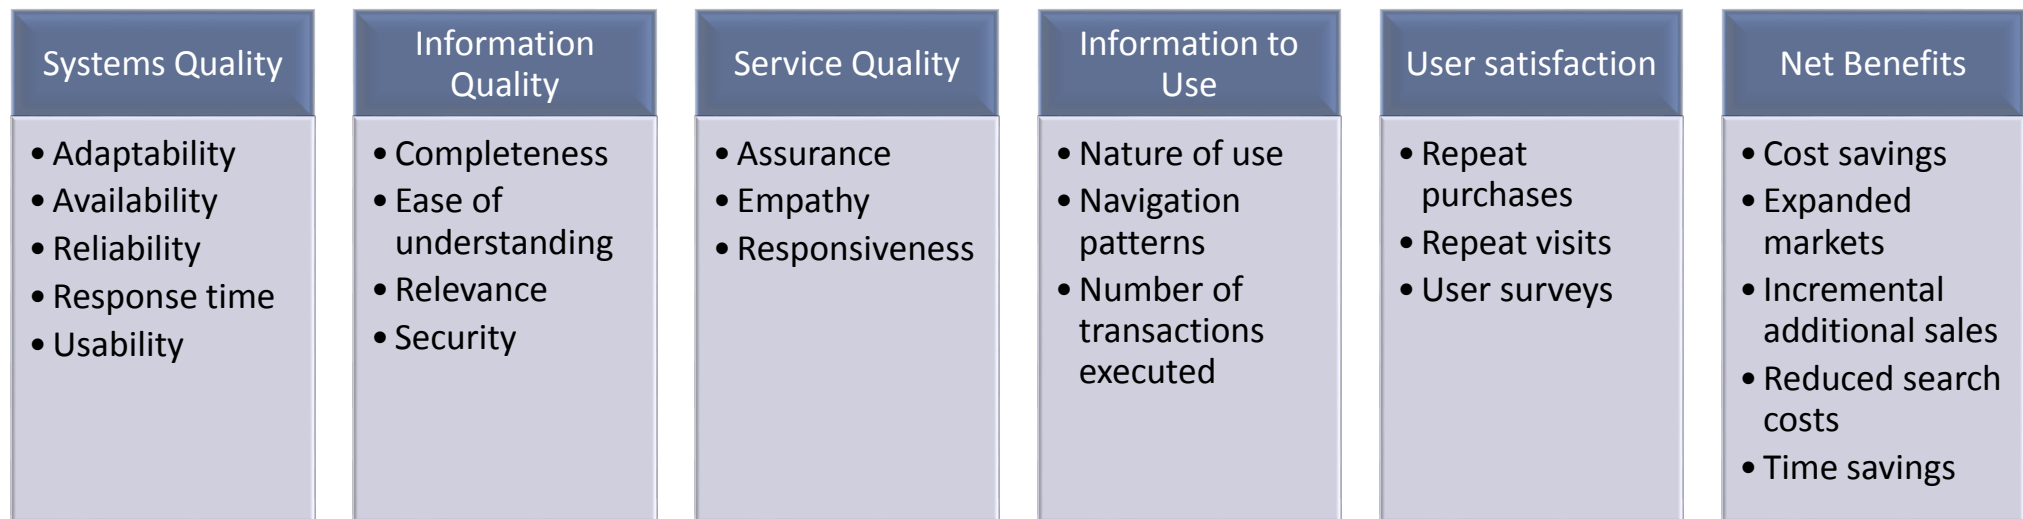 Systems Quality
• Adaptability
• Availability
• Reliability
• Response time
• Usability
Information
Quality
• Completeness
• Ease of
understanding
• Relevance
• Security
Service Quality
• Assurance
• Empathy
• Responsiveness
Information to
Use
• Nature of use
• Navigation
patterns
• Number of
transactions
executed
User satisfaction
• Repeat
purchases
• Repeat visits
• User surveys
Net Benefits
• Cost savings
• Expanded
markets
• Incremental
additional sales
• Reduced search
costs
• Time savings